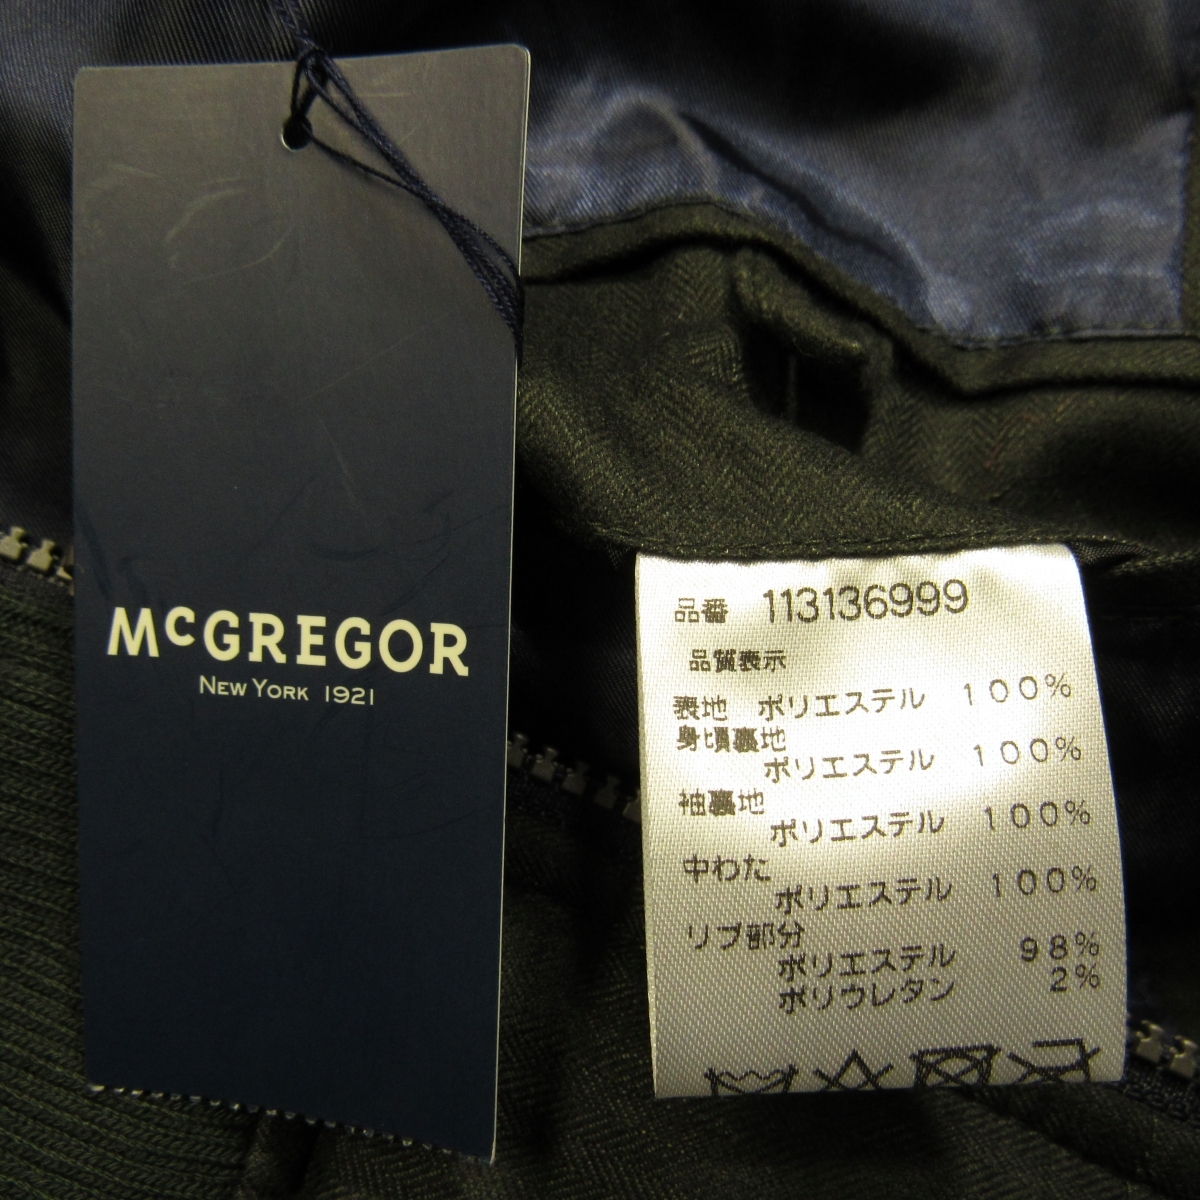 McGREGOR
NEW YORK 1921
品番 113136999
品質表示
表地 ポリエステル 100%
身頃裏地
ポリエステル 100%
袖裏地
ポリエステル 100%
中わた
ポリエステル 100%
リブ部分
ポリエステル 98%
ポリウレタン 2%